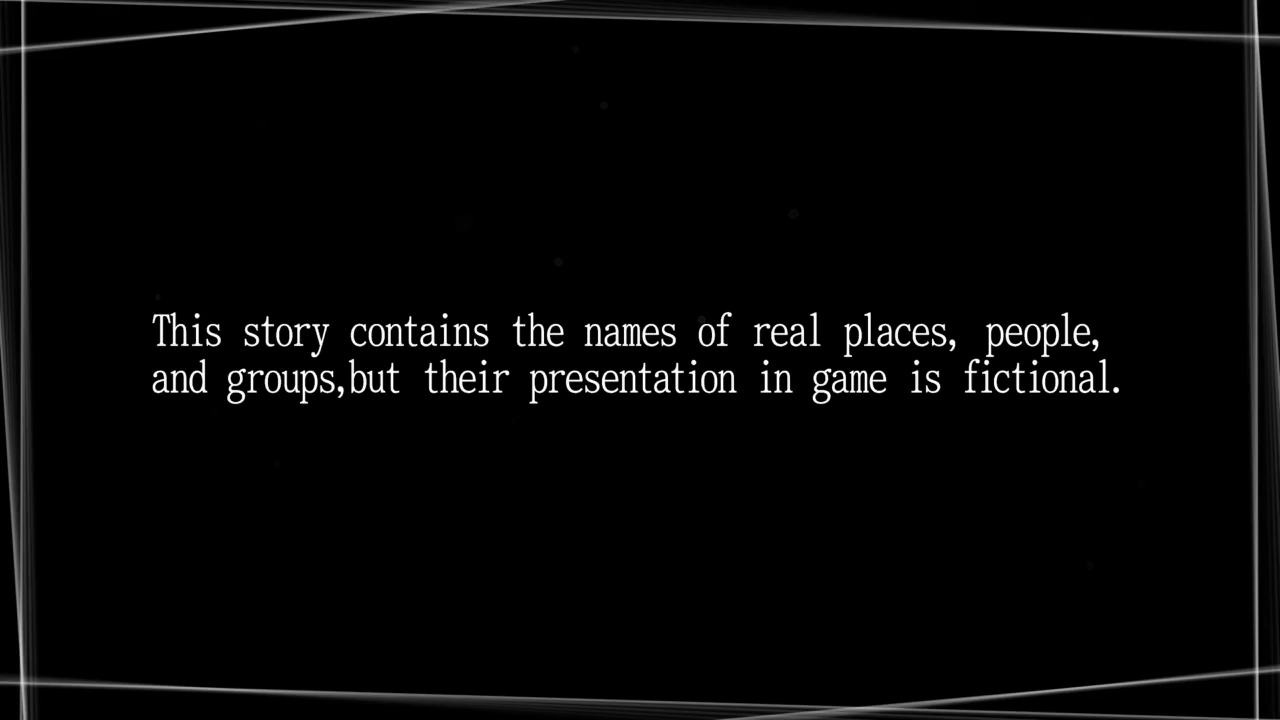 This story contains the names of real places, people,
and groups,but their presentation in game is fictional.